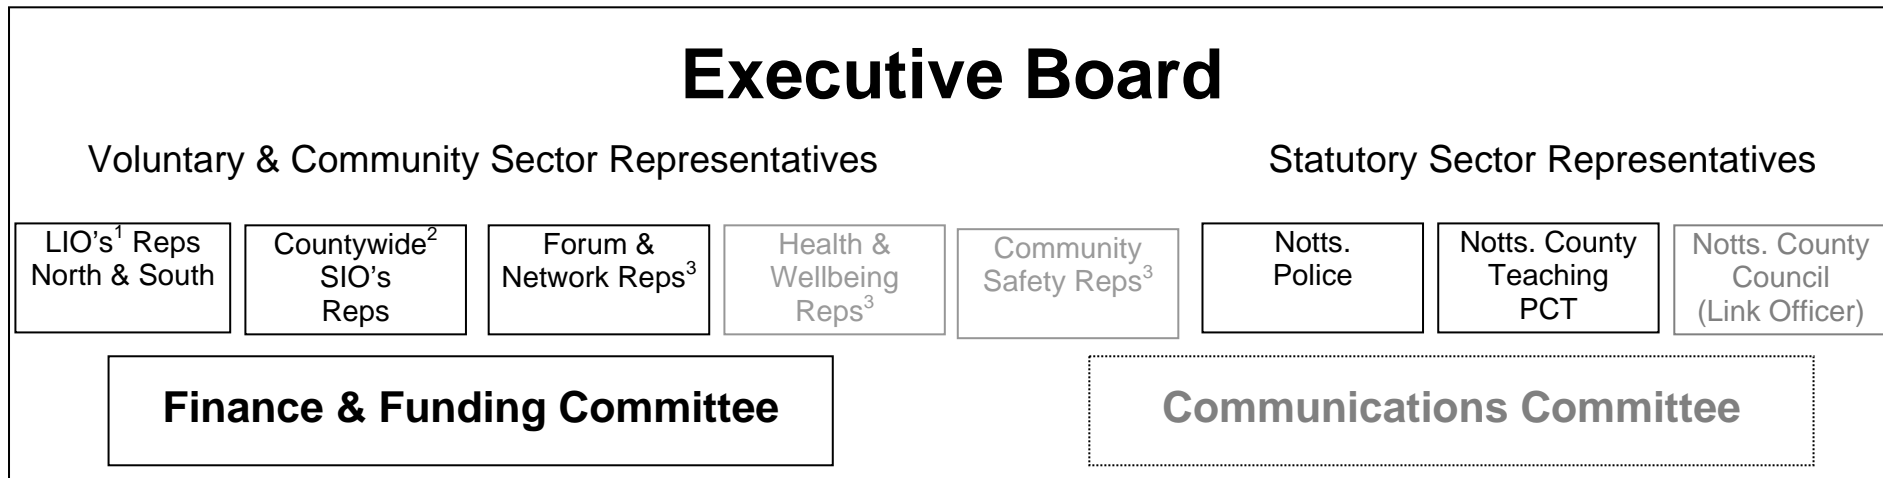 Executive Board
Voluntary & Community Sector Representatives
Statutory Sector Representatives
LIO's¹ Reps
North & South
Countywide²
SIO's
Reps
Forum &
Network Reps³
Health &
Wellbeing
Reps³
Community
Safety Reps³
Notts.
Police
Notts. County
Teaching
PCT
Notts. County
Council
(Link Officer)
Finance & Funding Committee
Communications Committee